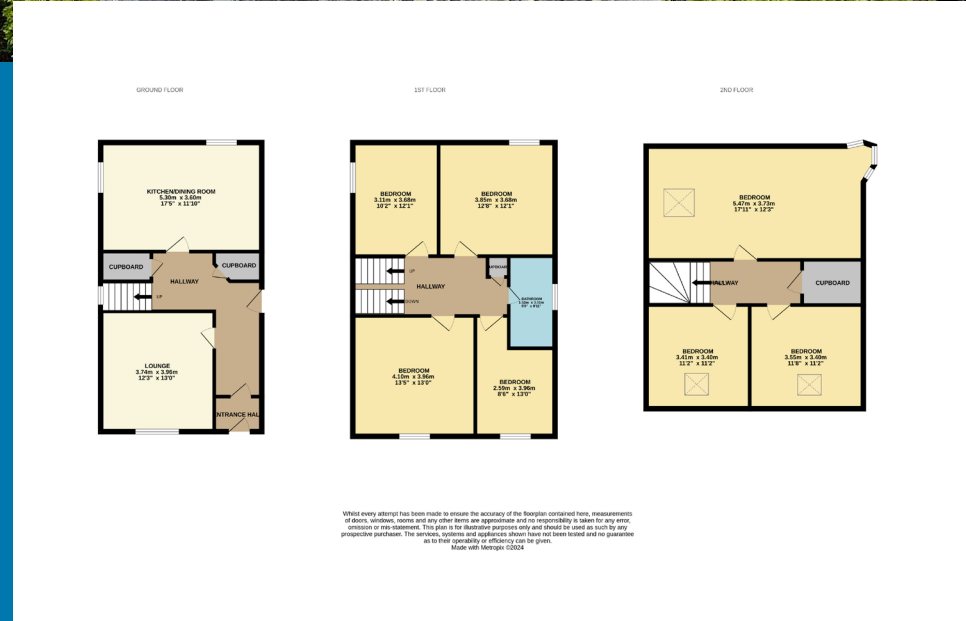 GROUND FLOOR
1ST FLOOR
2ND FLOOR
KITCHEN/DINING ROOM
5.30m x 3.60m
17'5" x 11'10"
CUPBOARD
CUPBOARD
HALLWAY
UP
LOUNGE
3.74m x 3.96m
12'3" x 13'0"
NTRANCE HAL
BEDROOM
3.11m x 3.68m
10'2" x 12'1"
BEDROOM
3.85m x 3.68m
12'8" x 12'1"
UP
CUPBOARD
HALLWAY
DOWN
BATHROOM
BEDROOM
4.10m x 3.96m
13'5" x 13'0"
BEDROOM
2.59m x 3.96m
8'6" x 13'0"
BEDROOM
5.47m x 3.73m
17'11" x 12'3"
HALLWAY
CUPBOARD
BEDROOM
3.41m x 3.40m
11'2" x 11'2"
BEDROOM
3.55m x 3.40m
11'8" x 11'2"
Whilst every attempt has been made to ensure the accuracy of the floorplan contained here, measurements
of doors, windows, rooms and any other items are approximate and no responsibility is taken for any error,
omission or mis-statement. This plan is for illustrative purposes only and should be used as such by any
prospective purchaser. The services, systems and appliances shown have not been tested and no guarantee
as to their operability or efficiency can be given.
Made with Metropix ©2024